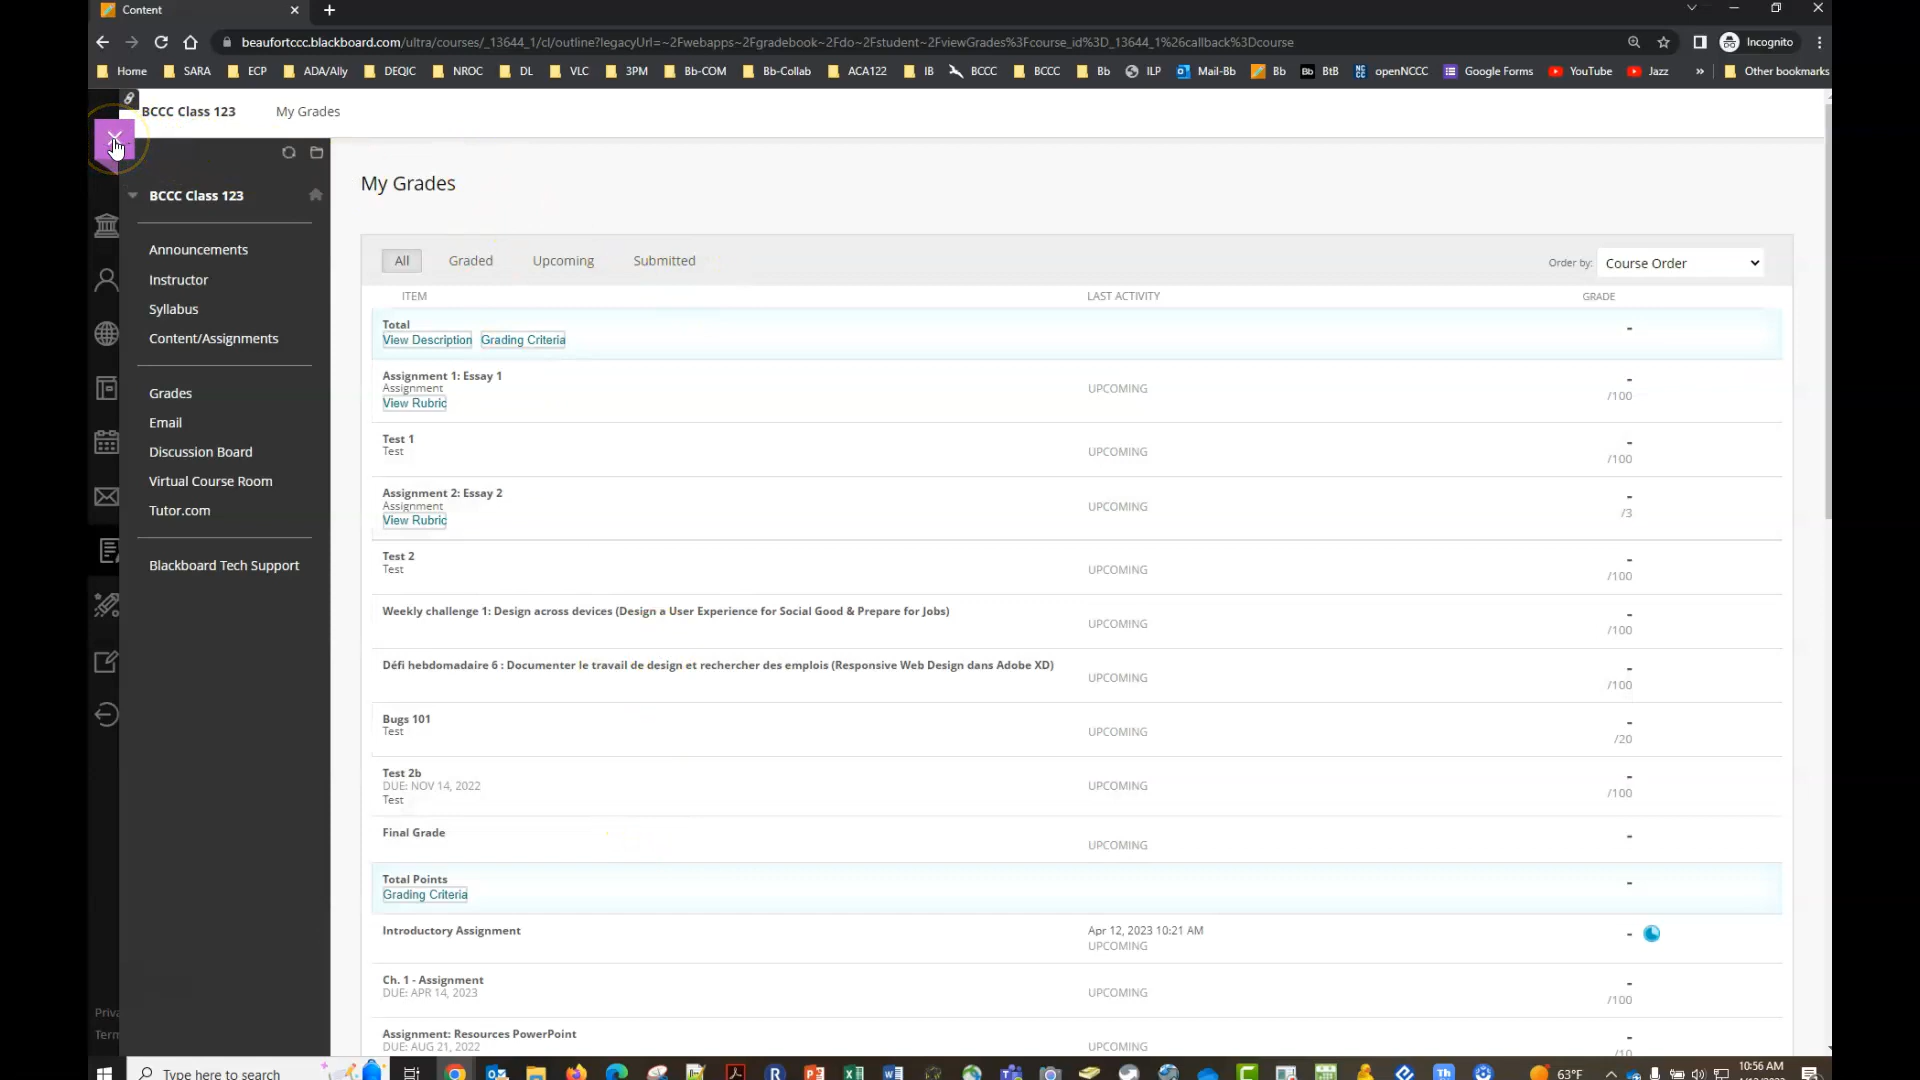 Content
beaufortccc.blackboard.com/ultra/courses/_13644_1/cl/outline?legacyUrl=~2Fwebapps~2Fgradebook~2Fdo~2Fstudent~2FviewGrades%3Fcourse_id%3D_13644_1%26callback%3Dcourse Incognito
Home SARA ECP ADA/Ally DEQIC NROC DL VLC 3PM Bb-COM Bb-Collab ACA122 IB BCCC BCCC Bb ILP Mail-Bb Bb BtB openNCCC Google Forms YouTube Jazz » Other bookmarks
BCCC Class 123 My Grades
BCCC Class 123
Announcements
Instructor
Syllabus
Content/Assignments
Grades
Email
Discussion Board
Virtual Course Room
Tutor.com
Blackboard Tech Support
My Grades
All Graded Upcoming Submitted Order by: Course Order
ITEM LAST ACTIVITY GRADE
Total -
View Description Grading Criteria
Assignment 1: Essay 1 -
Assignment UPCOMING /100
View Rubric
Test 1 -
Test UPCOMING /100
Assignment 2: Essay 2 -
Assignment UPCOMING /3
View Rubric
Test 2 -
Test UPCOMING /100
Weekly challenge 1: Design across devices (Design a User Experience for Social Good & Prepare for Jobs) -
UPCOMING /100
Défi hebdomadaire 6 : Documenter le travail de design et rechercher des emplois (Responsive Web Design dans Adobe XD) -
UPCOMING /100
Bugs 101 -
Test UPCOMING /20
Test 2b -
DUE: NOV 14, 2022 UPCOMING /100
Test
Final Grade -
UPCOMING
Total Points -
Grading Criteria
Introductory Assignment Apr 12, 2023 10:21 AM -
UPCOMING
Ch. 1 - Assignment -
DUE: APR 14, 2023 UPCOMING /100
Assignment: Resources PowerPoint -
DUE: AUG 21, 2022 UPCOMING /10
Priva
Term
Type here to search 63°F 10:56 AM